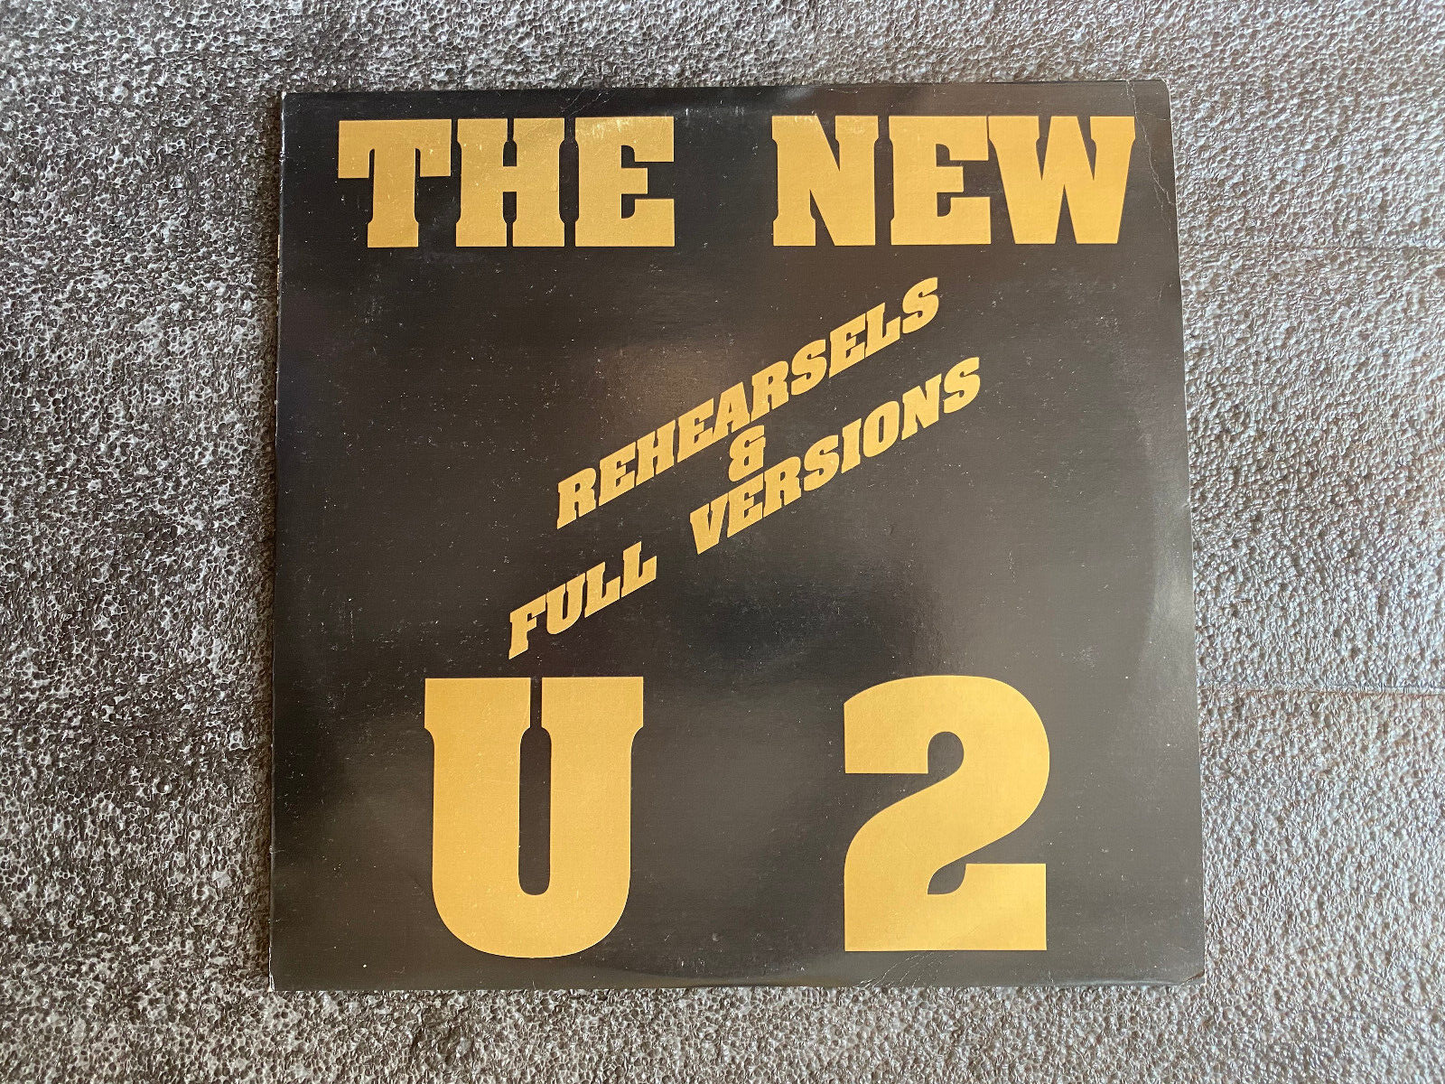 THE NEW
REHEARSELS
&
FULL VERSIONS
U 2